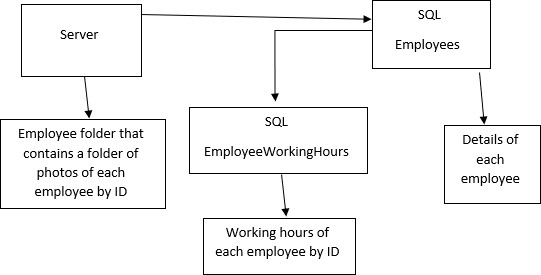 Server
SQL
Employees
Employee folder that
contains a folder of
photos of each
employee by ID
SQL
EmployeeWorkingHours
Details of
each
employee
Working hours of
each employee by ID